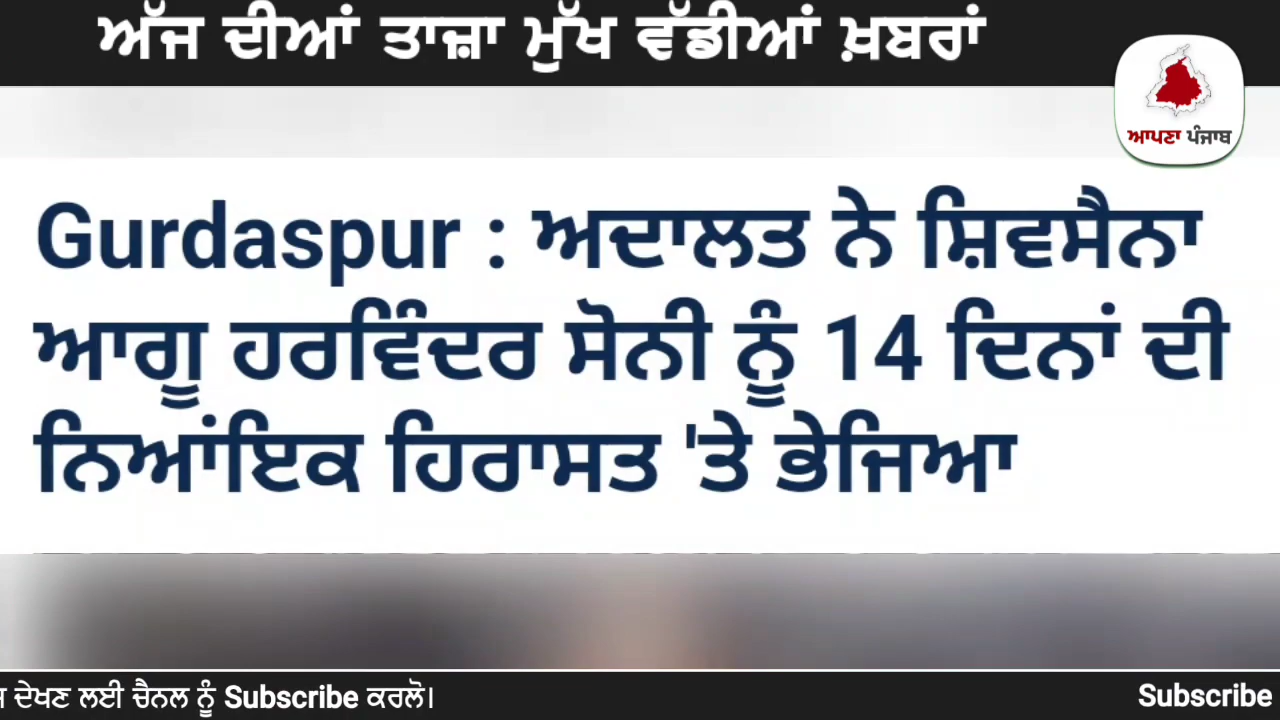 ਅੱਜ ਦੀਆਂ ਤਾਜ਼ਾ ਮੁੱਖ ਵੱਡੀਆਂ ਖ਼ਬਰਾਂ
ਆਪਣਾ ਪੰਜਾਬ
Gurdaspur : ਅਦਾਲਤ ਨੇ ਸ਼ਿਵਸੈਨਾ
ਆਗੂ ਹਰਵਿੰਦਰ ਸੋਨੀ ਨੂੰ 14 ਦਿਨਾਂ ਦੀ
ਨਿਆਂਇਕ ਹਿਰਾਸਤ 'ਤੇ ਭੇਜਿਆ
ਦੇਖਣ ਲਈ ਚੈਨਲ ਨੂੰ Subscribe ਕਰਲੋ। Subscribe